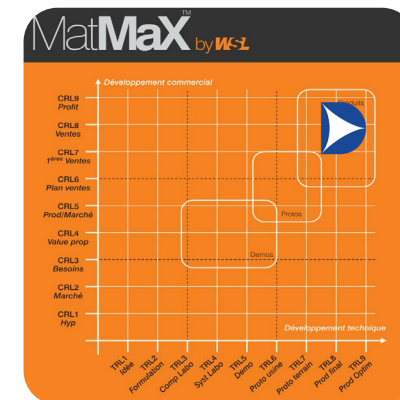 MatMaX™ by WSL
Développement commercial
CRL9
Profit
CRL8
Ventes
CRL7
1ères Ventes
CRL6
Plan ventes
CRL5
Prod/Marché
CRL4
Value prop
CRL3
Besoins
CRL2
Marché
CRL1
Hyp
Produits
Protos
Demos
Développement technique
TRL1
Idée
TRL2
Formulation
TRL3
Comp Labo
TRL4
Syst Labo
TRL5
Demo
TRL6
Proto usine
TRL7
Proto terrain
TRL8
Prod final
TRL9
Prod Optim